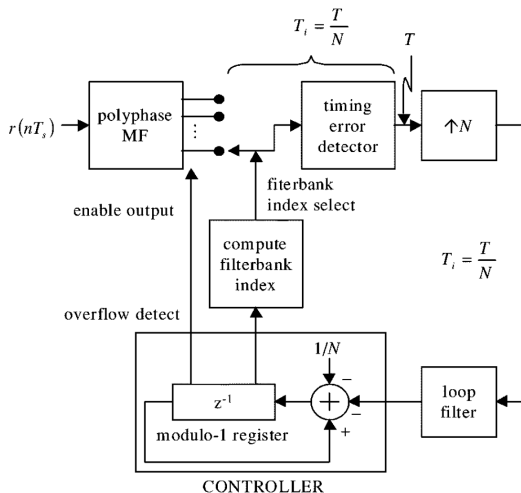 T_i = T/N
T
r(nT_s)
polyphase
MF
⋮
timing
error
detector
↑N
fiterbank
index select
enable output
compute
filterbank
index
T_i = T/N
overflow detect
1/N
−
z⁻¹
+
−
+
modulo-1 register
loop
filter
CONTROLLER